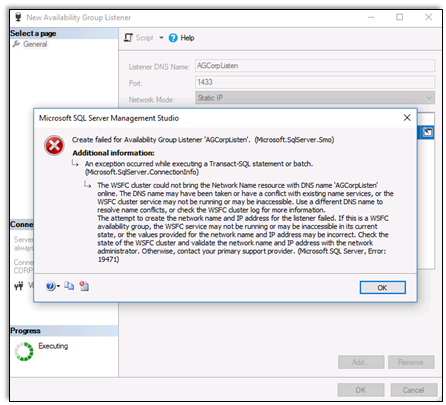 New Availability Group Listener
Select a page
General
Script
Help
Listener DNS Name:
AGCorpListen
Port:
1433
Network Mode:
Static IP
Microsoft SQL Server Management Studio
Create failed for Availability Group Listener 'AGCorpListen'. (Microsoft.SqlServer.Smo)
Additional information:
An exception occurred while executing a Transact-SQL statement or batch.
(Microsoft.SqlServer.ConnectionInfo)
The WSFC cluster could not bring the Network Name resource with DNS name 'AGCorpListen'
online. The DNS name may have been taken or have a conflict with existing name services, or the
WSFC cluster service may not be running or may be inaccessible. Use a different DNS name to
resolve name conflicts, or check the WSFC cluster log for more information.
The attempt to create the network name and IP address for the listener failed. If this is a WSFC
availability group, the WSFC service may not be running or may be inaccessible in its current
state, or the values provided for the network name and IP address may be incorrect. Check the
state of the WSFC cluster and validate the network name and IP address with the network
administrator. Otherwise, contact your primary support provider. (Microsoft SQL Server, Error:
19471)
OK
Conne
Server
always
Conne
CORP
Vi
Progress
Executing
Add...
Remove
OK
Cancel